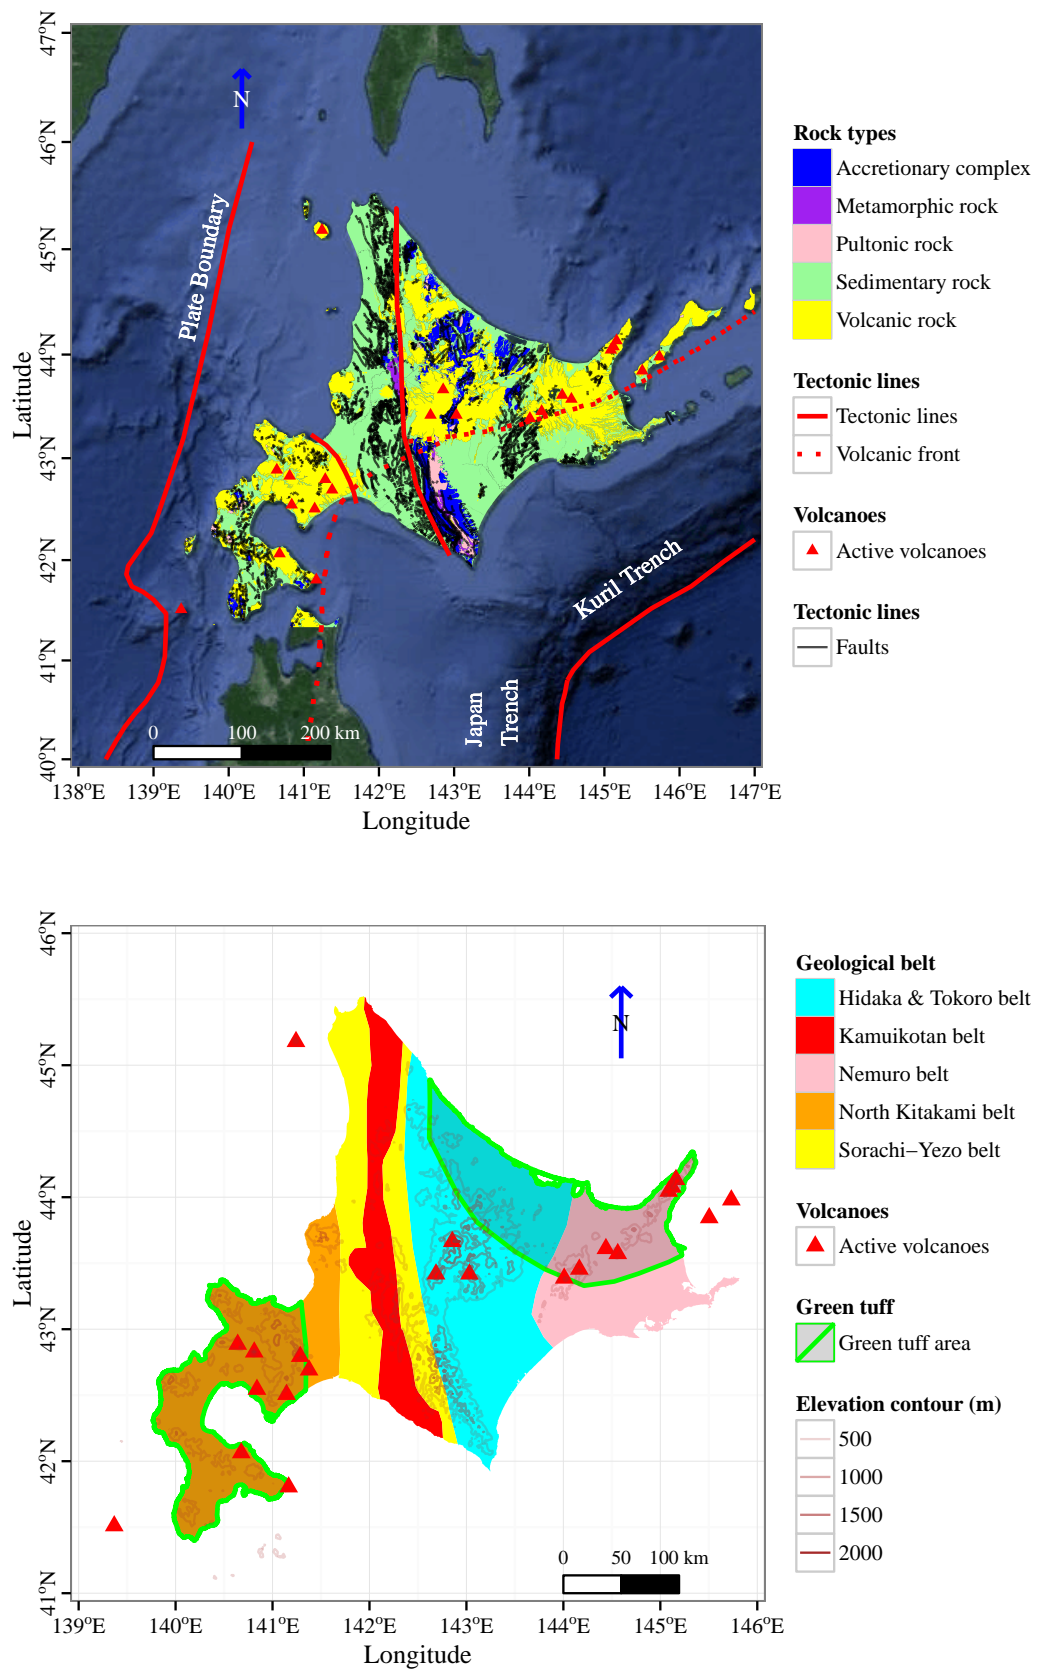 47°N
46°N
45°N
44°N
43°N
42°N
41°N
40°N
Latitude
N
Plate Boundary
Kuril Trench
Japan
Trench
0 100 200 km
138°E 139°E 140°E 141°E 142°E 143°E 144°E 145°E 146°E 147°E
Longitude
Rock types
Accretionary complex
Metamorphic rock
Pultonic rock
Sedimentary rock
Volcanic rock
Tectonic lines
Tectonic lines
Volcanic front
Volcanoes
Active volcanoes
Tectonic lines
Faults
46°N
45°N
44°N
43°N
42°N
41°N
Latitude
N
0 50 100 km
139°E 140°E 141°E 142°E 143°E 144°E 145°E 146°E
Longitude
Geological belt
Hidaka & Tokoro belt
Kamuikotan belt
Nemuro belt
North Kitakami belt
Sorachi−Yezo belt
Volcanoes
Active volcanoes
Green tuff
Green tuff area
Elevation contour (m)
500
1000
1500
2000